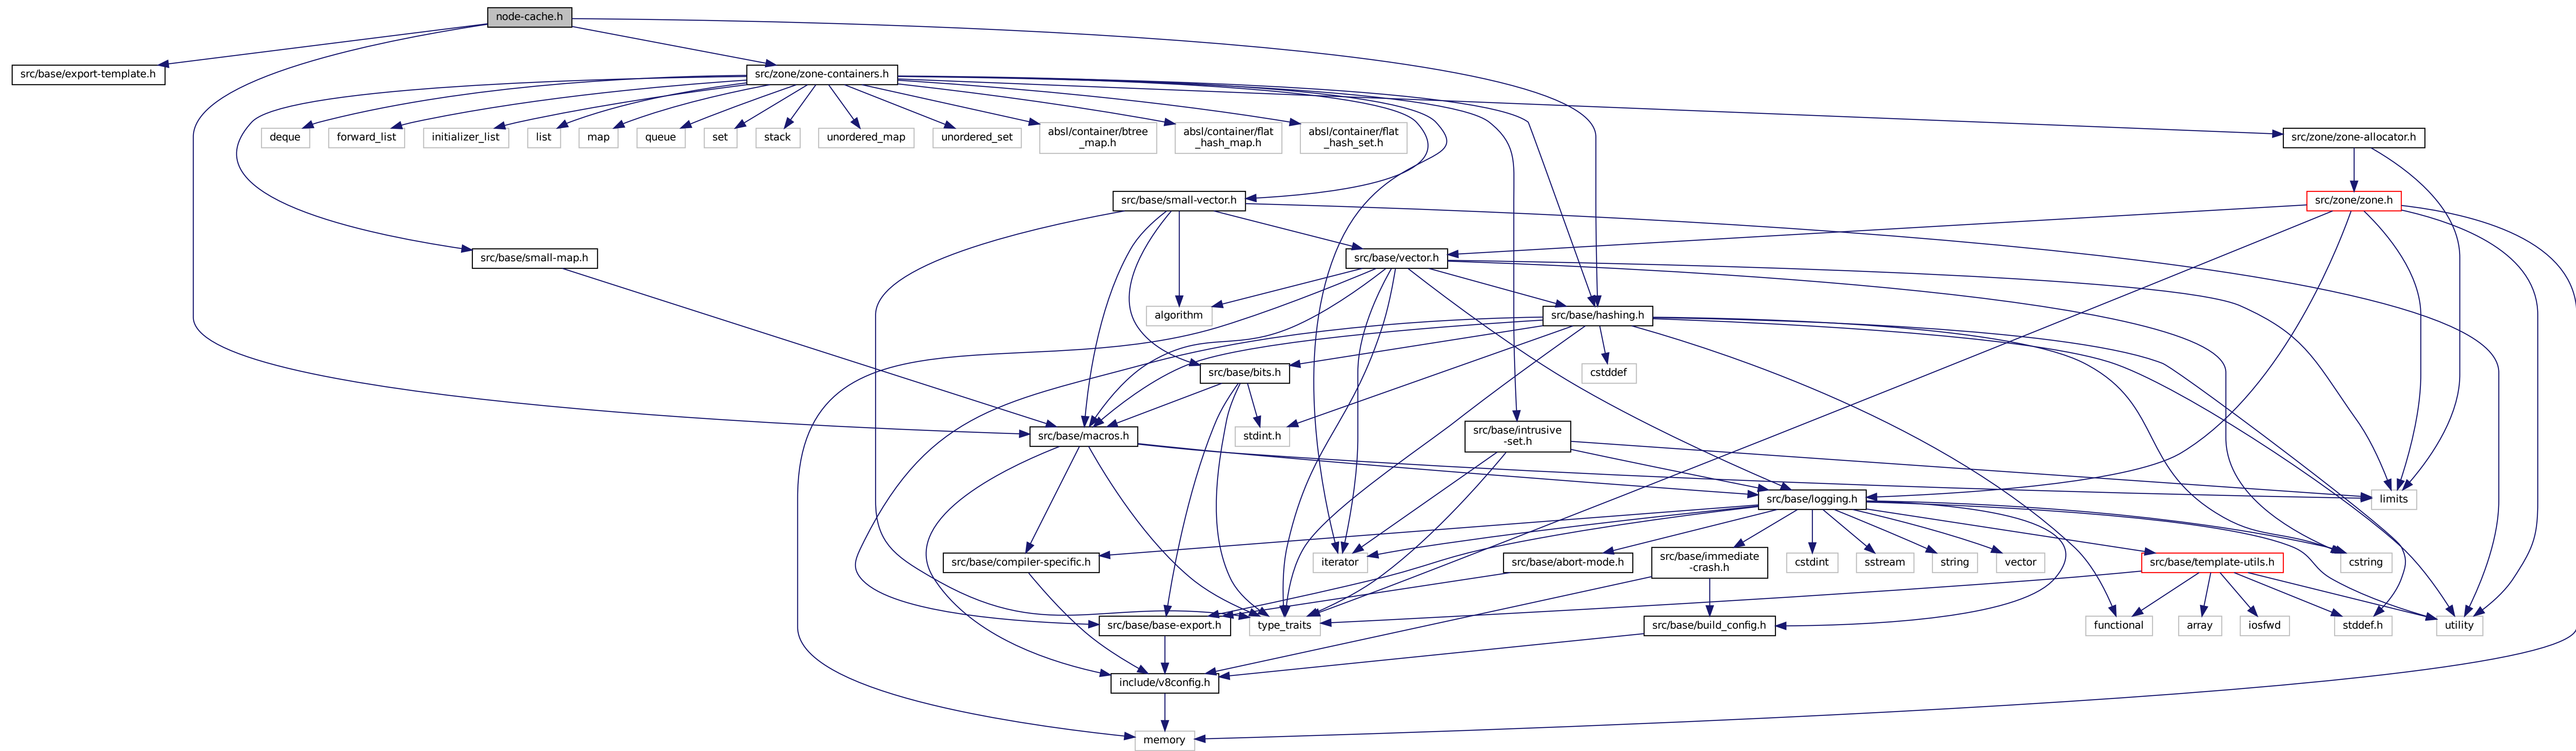 node-cache.h
src/base/export-template.h
src/zone/zone-containers.h
deque
forward_list
initializer_list
list
map
queue
set
stack
unordered_map
unordered_set
absl/container/btree
_map.h
absl/container/flat
_hash_map.h
absl/container/flat
_hash_set.h
src/zone/zone-allocator.h
src/base/small-vector.h
src/zone/zone.h
src/base/small-map.h
src/base/vector.h
algorithm
src/base/hashing.h
src/base/bits.h
cstddef
src/base/macros.h
stdint.h
src/base/intrusive
-set.h
src/base/logging.h
limits
src/base/compiler-specific.h
iterator
src/base/abort-mode.h
src/base/immediate
-crash.h
cstdint
sstream
string
vector
src/base/template-utils.h
cstring
src/base/base-export.h
type_traits
src/base/build_config.h
functional
array
iosfwd
stddef.h
utility
include/v8config.h
memory